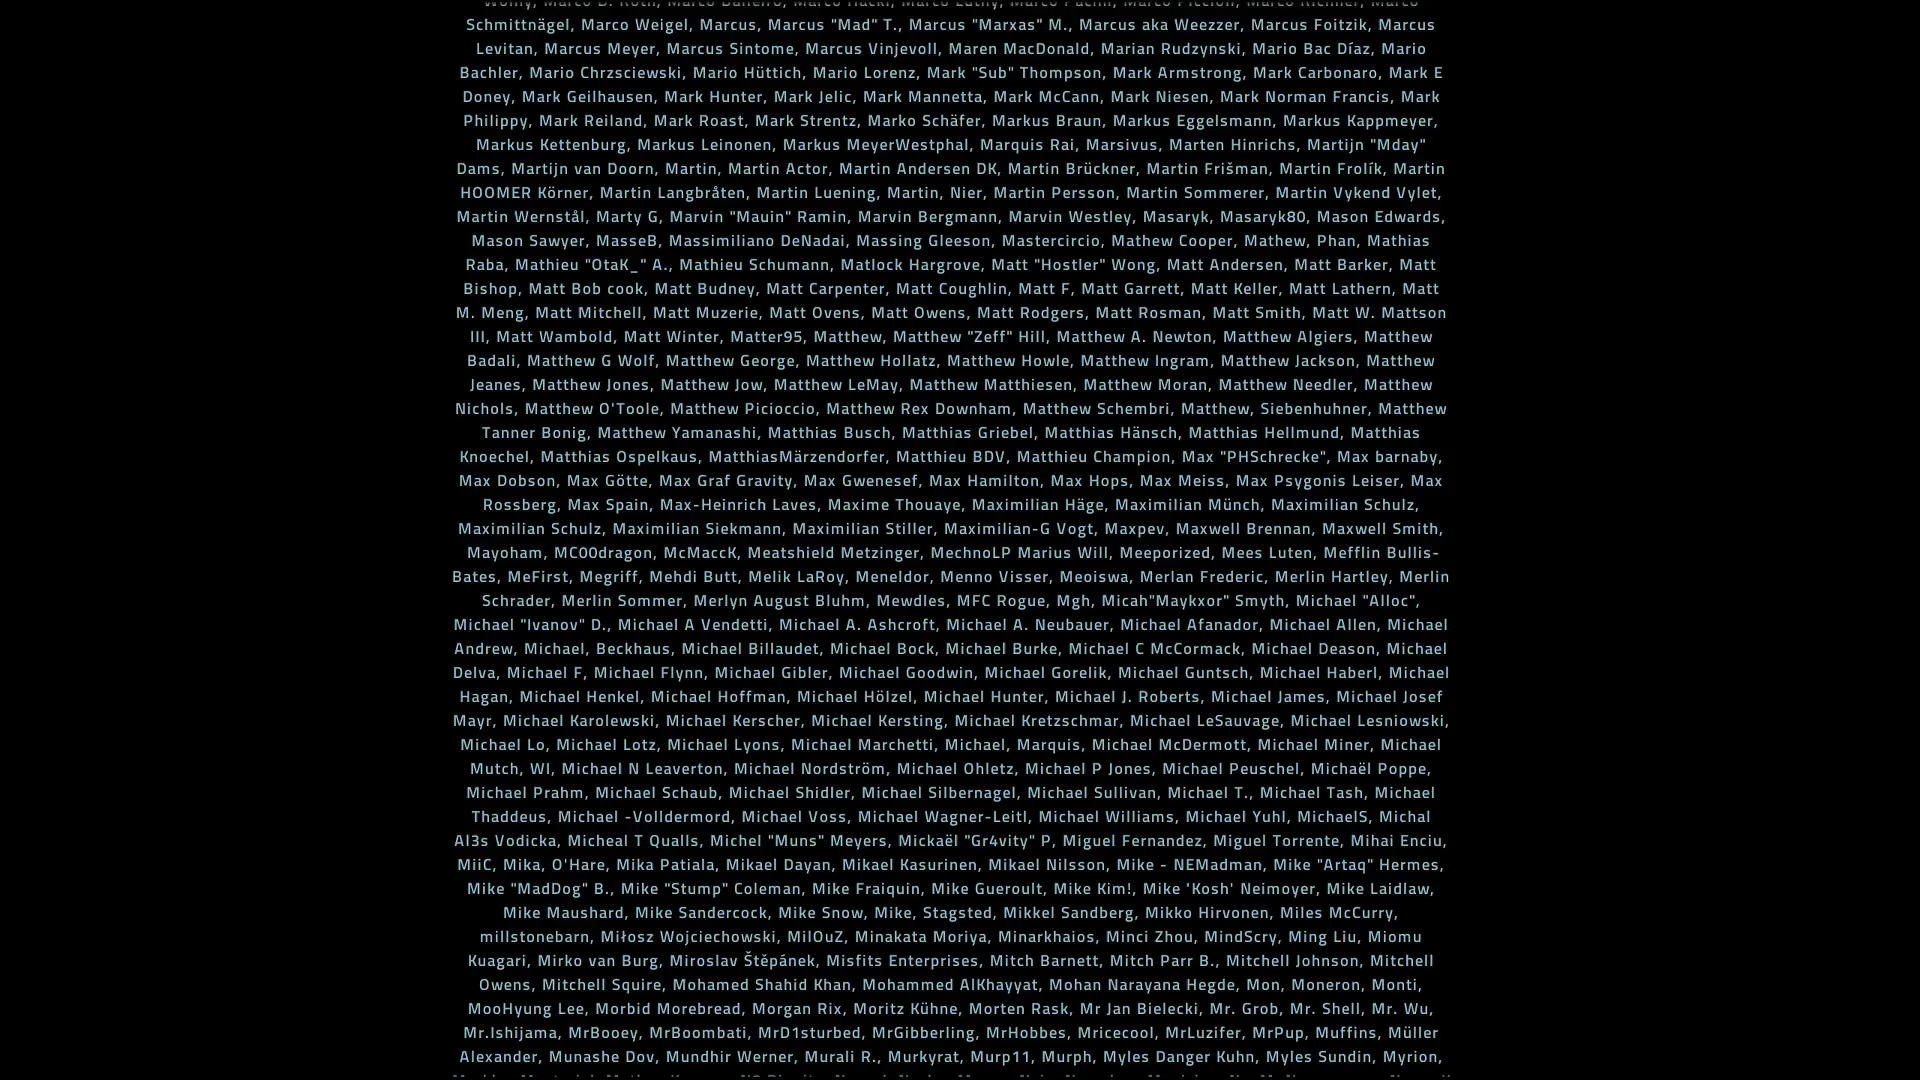 Schmittnägel, Marco Weigel, Marcus, Marcus "Mad" T., Marcus "Marxas" M., Marcus aka Weezzer, Marcus Foitzik, Marcus
Levitan, Marcus Meyer, Marcus Sintome, Marcus Vinjevoll, Maren MacDonald, Marian Rudzynski, Mario Bac Díaz, Mario
Bachler, Mario Chrzsciewski, Mario Hüttich, Mario Lorenz, Mark "Sub" Thompson, Mark Armstrong, Mark Carbonaro, Mark E
Doney, Mark Geilhausen, Mark Hunter, Mark Jelic, Mark Mannetta, Mark McCann, Mark Niesen, Mark Norman Francis, Mark
Philippy, Mark Reiland, Mark Roast, Mark Strentz, Marko Schäfer, Markus Braun, Markus Eggelsmann, Markus Kappmeyer,
Markus Kettenburg, Markus Leinonen, Markus MeyerWestphal, Marquis Rai, Marsivus, Marten Hinrichs, Martijn "Mday"
Dams, Martijn van Doorn, Martin, Martin Actor, Martin Andersen DK, Martin Brückner, Martin Frišman, Martin Frolík, Martin
HOOMER Körner, Martin Langbråten, Martin Luening, Martin, Nier, Martin Persson, Martin Sommerer, Martin Vykend Vylet,
Martin Wernstål, Marty G, Marvin "Mauin" Ramin, Marvin Bergmann, Marvin Westley, Masaryk, Masaryk80, Mason Edwards,
Mason Sawyer, MasseB, Massimiliano DeNadai, Massing Gleeson, Mastercircio, Mathew Cooper, Mathew, Phan, Mathias
Raba, Mathieu "OtaK_" A., Mathieu Schumann, Matlock Hargrove, Matt "Hostler" Wong, Matt Andersen, Matt Barker, Matt
Bishop, Matt Bob cook, Matt Budney, Matt Carpenter, Matt Coughlin, Matt F, Matt Garrett, Matt Keller, Matt Lathern, Matt
M. Meng, Matt Mitchell, Matt Muzerie, Matt Ovens, Matt Owens, Matt Rodgers, Matt Rosman, Matt Smith, Matt W. Mattson
III, Matt Wambold, Matt Winter, Matter95, Matthew, Matthew "Zeff" Hill, Matthew A. Newton, Matthew Algiers, Matthew
Badali, Matthew G Wolf, Matthew George, Matthew Hollatz, Matthew Howle, Matthew Ingram, Matthew Jackson, Matthew
Jeanes, Matthew Jones, Matthew Jow, Matthew LeMay, Matthew Matthiesen, Matthew Moran, Matthew Needler, Matthew
Nichols, Matthew O'Toole, Matthew Picioccio, Matthew Rex Downham, Matthew Schembri, Matthew, Siebenhuhner, Matthew
Tanner Bonig, Matthew Yamanashi, Matthias Busch, Matthias Griebel, Matthias Hänsch, Matthias Hellmund, Matthias
Knoechel, Matthias Ospelkaus, MatthiasMärzendorfer, Matthieu BDV, Matthieu Champion, Max "PHSchrecke", Max barnaby,
Max Dobson, Max Götte, Max Graf Gravity, Max Gwenesef, Max Hamilton, Max Hops, Max Meiss, Max Psygonis Leiser, Max
Rossberg, Max Spain, Max-Heinrich Laves, Maxime Thouaye, Maximilian Häge, Maximilian Münch, Maximilian Schulz,
Maximilian Schulz, Maximilian Siekmann, Maximilian Stiller, Maximilian-G Vogt, Maxpev, Maxwell Brennan, Maxwell Smith,
Mayoham, MC00dragon, McMaccK, Meatshield Metzinger, MechnoLP Marius Will, Meeporized, Mees Luten, Mefflin Bullis-
Bates, MeFirst, Megriff, Mehdi Butt, Melik LaRoy, Meneldor, Menno Visser, Meoiswa, Merlan Frederic, Merlin Hartley, Merlin
Schrader, Merlin Sommer, Merlyn August Bluhm, Mewdles, MFC Rogue, Mgh, Micah"Maykxor" Smyth, Michael "Alloc",
Michael "Ivanov" D., Michael A Vendetti, Michael A. Ashcroft, Michael A. Neubauer, Michael Afanador, Michael Allen, Michael
Andrew, Michael, Beckhaus, Michael Billaudet, Michael Bock, Michael Burke, Michael C McCormack, Michael Deason, Michael
Delva, Michael F, Michael Flynn, Michael Gibler, Michael Goodwin, Michael Gorelik, Michael Guntsch, Michael Haberl, Michael
Hagan, Michael Henkel, Michael Hoffman, Michael Hölzel, Michael Hunter, Michael J. Roberts, Michael James, Michael Josef
Mayr, Michael Karolewski, Michael Kerscher, Michael Kersting, Michael Kretzschmar, Michael LeSauvage, Michael Lesniowski,
Michael Lo, Michael Lotz, Michael Lyons, Michael Marchetti, Michael, Marquis, Michael McDermott, Michael Miner, Michael
Mutch, WI, Michael N Leaverton, Michael Nordström, Michael Ohletz, Michael P Jones, Michael Peuschel, Michaël Poppe,
Michael Prahm, Michael Schaub, Michael Shidler, Michael Silbernagel, Michael Sullivan, Michael T., Michael Tash, Michael
Thaddeus, Michael -Volldermord, Michael Voss, Michael Wagner-Leitl, Michael Williams, Michael Yuhl, MichaelS, Michal
Al3s Vodicka, Micheal T Qualls, Michel "Muns" Meyers, Mickaël "Gr4vity" P, Miguel Fernandez, Miguel Torrente, Mihai Enciu,
MiiC, Mika, O'Hare, Mika Patiala, Mikael Dayan, Mikael Kasurinen, Mikael Nilsson, Mike - NEMadman, Mike "Artaq" Hermes,
Mike "MadDog" B., Mike "Stump" Coleman, Mike Fraiquin, Mike Gueroult, Mike Kim!, Mike 'Kosh' Neimoyer, Mike Laidlaw,
Mike Maushard, Mike Sandercock, Mike Snow, Mike, Stagsted, Mikkel Sandberg, Mikko Hirvonen, Miles McCurry,
millstonebarn, Miłosz Wojciechowski, MilOuZ, Minakata Moriya, Minarkhaios, Minci Zhou, MindScry, Ming Liu, Miomu
Kuagari, Mirko van Burg, Miroslav Štěpánek, Misfits Enterprises, Mitch Barnett, Mitch Parr B., Mitchell Johnson, Mitchell
Owens, Mitchell Squire, Mohamed Shahid Khan, Mohammed AlKhayyat, Mohan Narayana Hegde, Mon, Moneron, Monti,
MooHyung Lee, Morbid Morebread, Morgan Rix, Moritz Kühne, Morten Rask, Mr Jan Bielecki, Mr. Grob, Mr. Shell, Mr. Wu,
Mr.Ishijama, MrBooey, MrBoombati, MrD1sturbed, MrGibberling, MrHobbes, Mricecool, MrLuzifer, MrPup, Muffins, Müller
Alexander, Munashe Dov, Mundhir Werner, Murali R., Murkyrat, Murp11, Murph, Myles Danger Kuhn, Myles Sundin, Myrion,